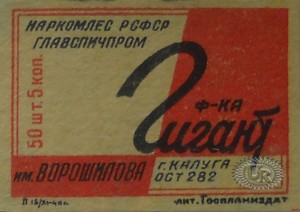 НАРКОМЛЕС РСФСР
ГЛАВСПИЧПРОМ
50 шт. 5 коп.
Ф-КА
Гигант
им. ВОРОШИЛОВА
г. КАЛУГА
ОСТ 282
лит. Госпланиздат